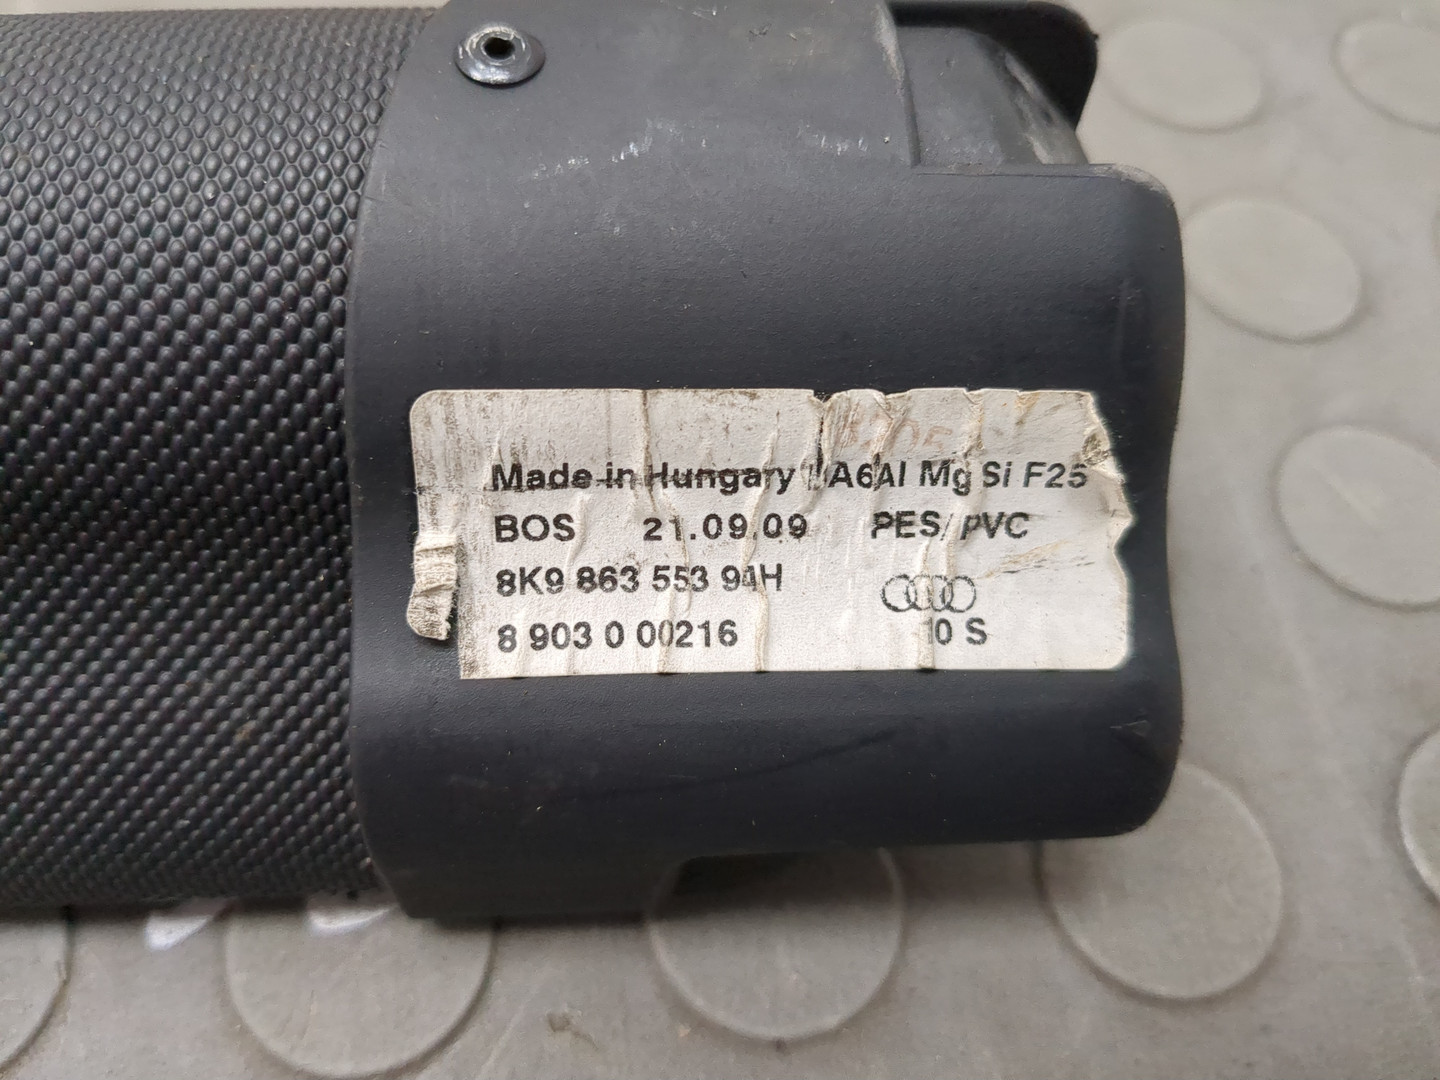 Made in Hungary A6Al Mg Si F25
BOS 21.09.09 PES/PVC
8K9 863 553 94H
8 903 0 00216 10 S